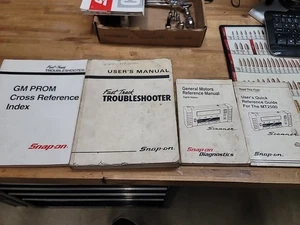 Fast Track
TROUBLESHOOTER
GM PROM
Cross Reference
Index
Snap-on
USER'S MANUAL
Fast Track
TROUBLESHOOTER
Snap-on
General Motors
Reference Manual
Scanner
Snap-on
Diagnostics
User's Quick
Reference Guide
For The MT2500
Scanner
Snap-on